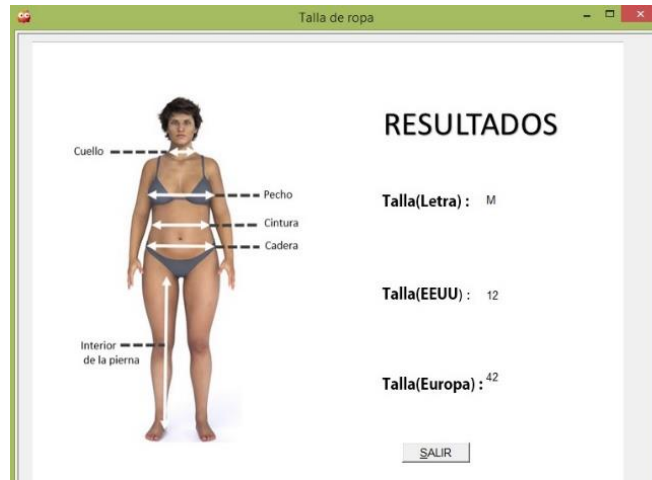 Talla de ropa
RESULTADOS
Cuello
Pecho
Cintura
Cadera
Interior
de la pierna
Talla(Letra) : M
Talla(EEUU) : 12
Talla(Europa) : 42
SALIR